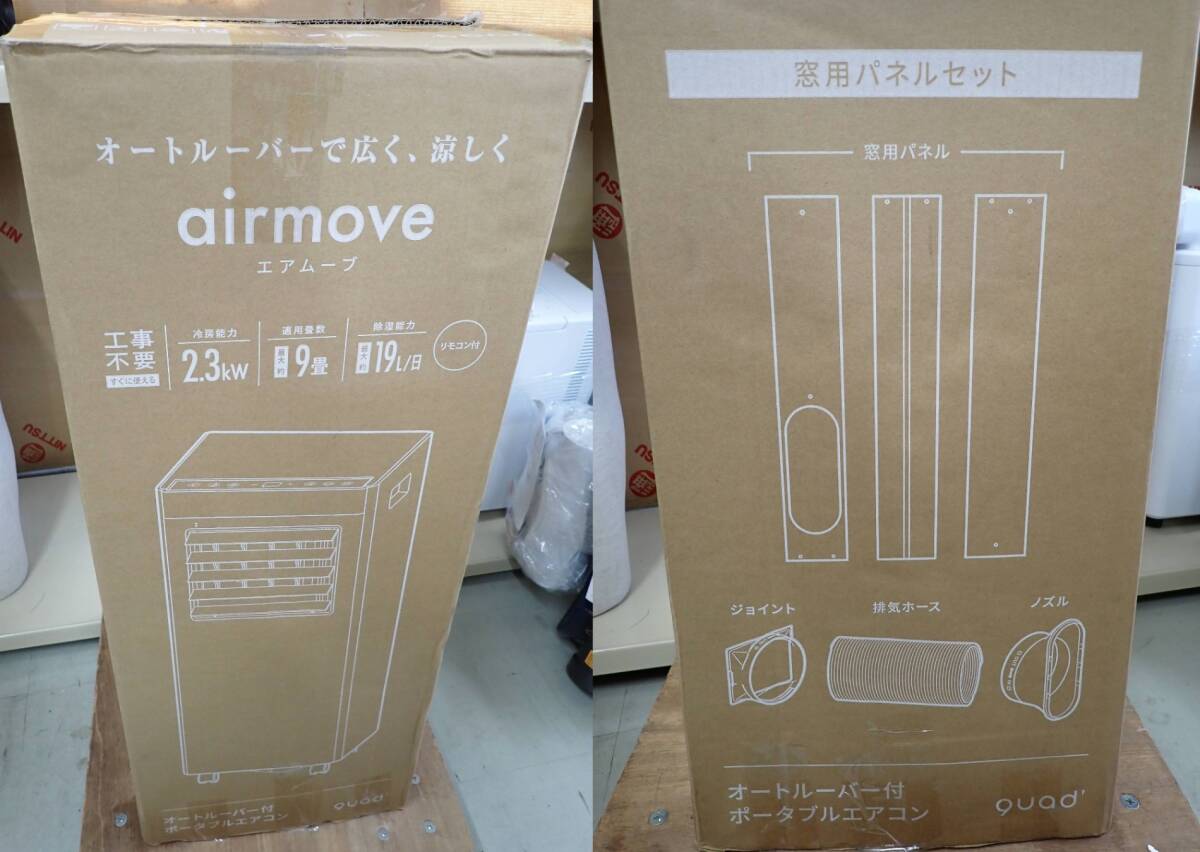 オートルーバーで広く、涼しく
airmove
エアムーブ
工事
不要
すぐに使える
冷房能力
2.3kW
適用畳数
最大約9畳
除湿能力
最大約19L/日
リモコン付
オートルーバー付
ポータブルエアコン
quad'
NITTSU
窓用パネルセット
窓用パネル
ジョイント
排気ホース
ノズル
オートルーバー付
ポータブルエアコン
quad'